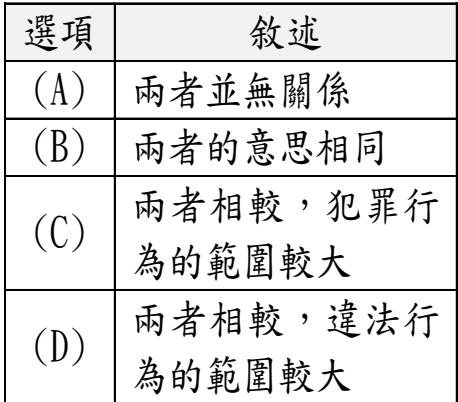 選項 敘述
(A) 兩者並無關係
(B) 兩者的意思相同
(C) 兩者相較，犯罪行
為的範圍較大
(D) 兩者相較，違法行
為的範圍較大